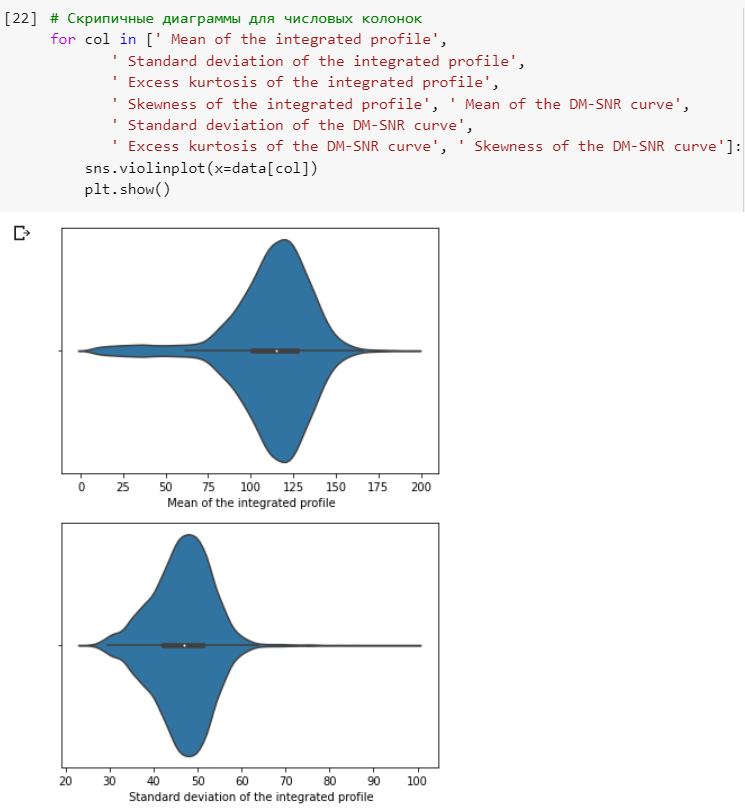 [22] # Скрипичные диаграммы для числовых колонок
for col in [' Mean of the integrated profile',
' Standard deviation of the integrated profile',
' Excess kurtosis of the integrated profile',
' Skewness of the integrated profile', ' Mean of the DM-SNR curve',
' Standard deviation of the DM-SNR curve',
' Excess kurtosis of the DM-SNR curve', ' Skewness of the DM-SNR curve']:
sns.violinplot(x=data[col])
plt.show()
0 25 50 75 100 125 150 175 200
Mean of the integrated profile
20 30 40 50 60 70 80 90 100
Standard deviation of the integrated profile